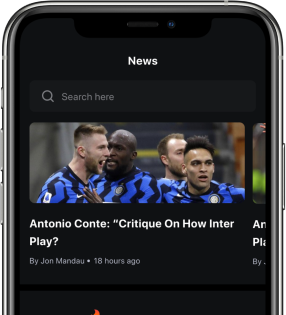 News
Search here
Antonio Conte: “Critique On How Inter
Play?
By Jon Mandau • 18 hours ago
An
Pla
By J